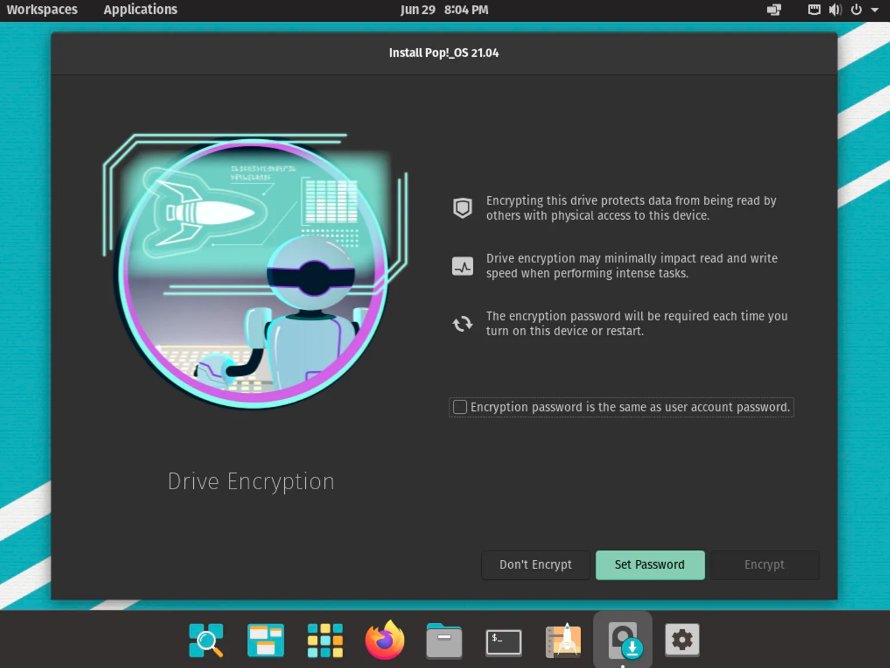 Workspaces
Applications
Jun 29 8:04 PM
Install Pop!_OS 21.04
Encrypting this drive protects data from being read by
others with physical access to this device.
Drive encryption may minimally impact read and write
speed when performing intense tasks.
The encryption password will be required each time you
turn on this device or restart.
Encryption password is the same as user account password.
Drive Encryption
Don't Encrypt
Set Password
Encrypt
$_